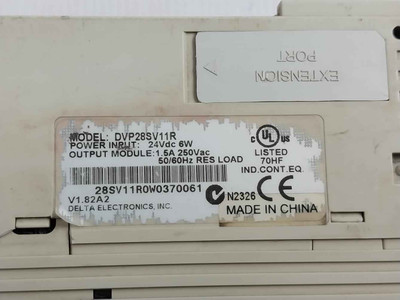 EXTENSION
PORT
MODEL: DVP28SV11R
POWER INPUT: 24Vdc 6W
OUTPUT MODULE:1.5A 250Vac
50/60Hz RES LOAD
28SV11R0W0370061
V1.82A2
DELTA ELECTRONICS, INC.
C UL US
LISTED
70HF
IND.CONT.EQ.
N2326
MADE IN CHINA